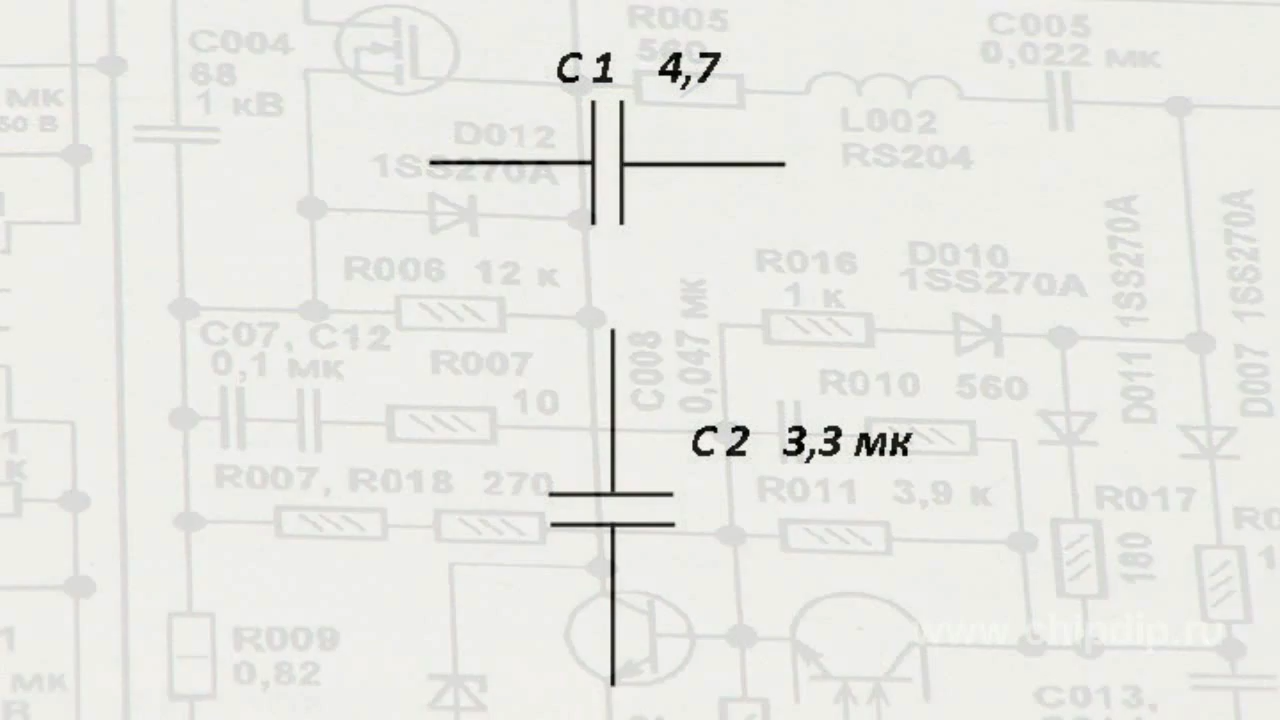 C 1 4,7
R005
560
C005
0,022 мк
C004
68
1 кВ
МК
50 В
L002
RS204
D012
1SS270A
R006 12 к
R016
1 к
D010
1SS270A
D011 1SS270A
D007 1SS270A
C07, C12
0,1 мк
R007
10
C008
0,047 мк
R010 560
C 2 3,3 мк
R007, R018 270
R011 3,9 к
R017
180
R009
0,82
www.chipdip.ru
C013,
МК
В